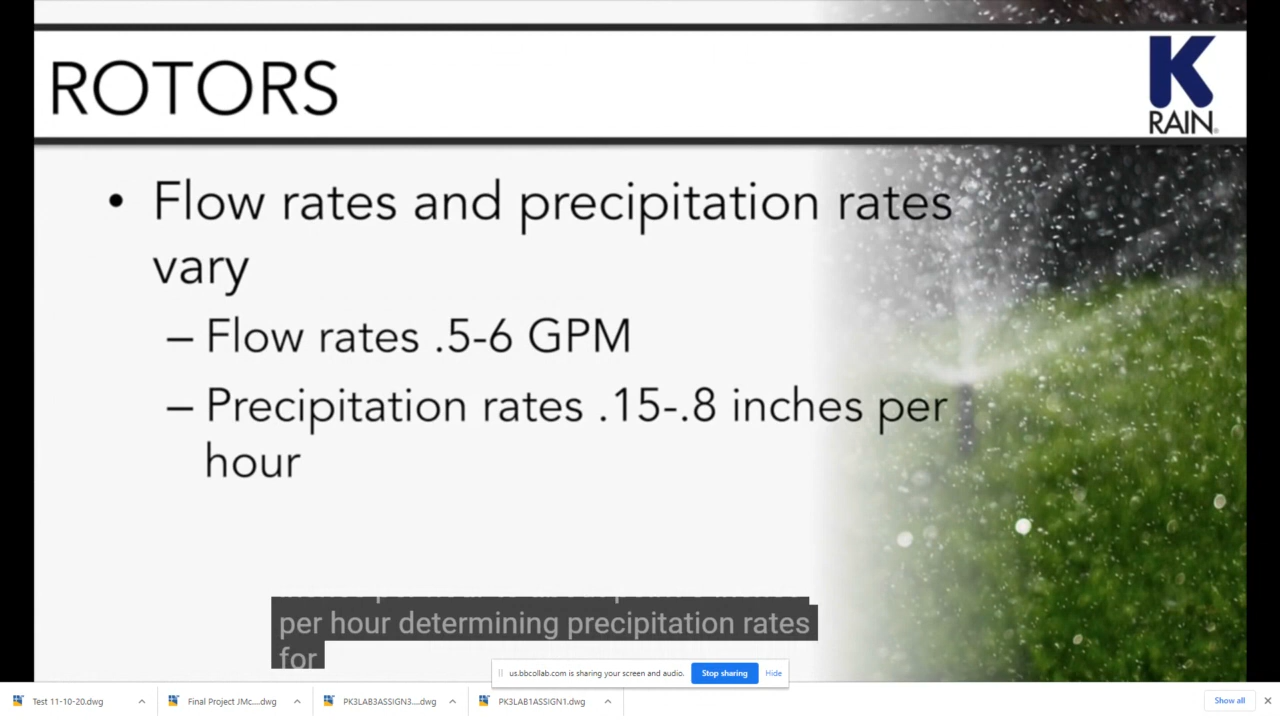 ROTORS
K
RAIN®
• Flow rates and precipitation rates
vary
– Flow rates .5-6 GPM
– Precipitation rates .15-.8 inches per
hour
per hour determining precipitation rates
for
us.bbcollab.com is sharing your screen and audio. Stop sharing Hide
Test 11-10-20.dwg Final Project JMc....dwg PK3LAB3ASSIGN3....dwg PK3LAB1ASSIGN1.dwg Show all